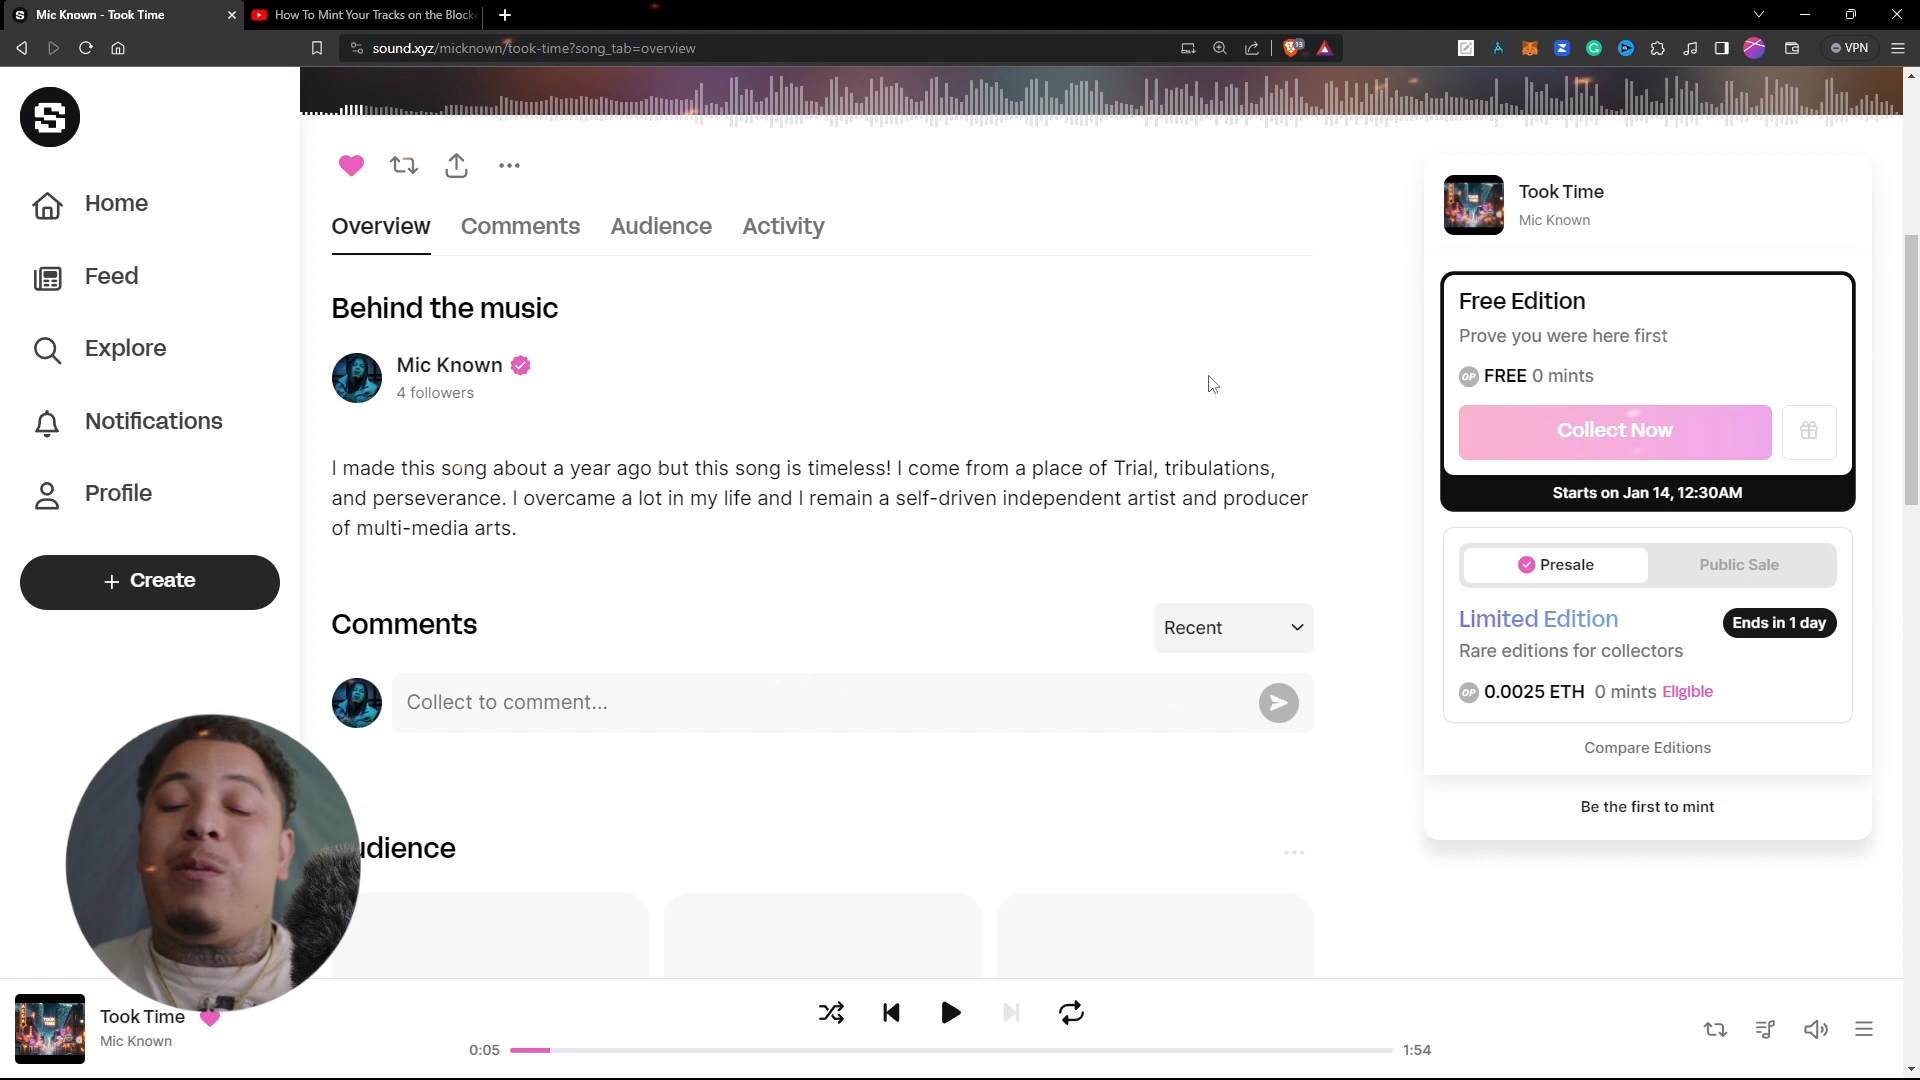 Mic Known - Took Time
How To Mint Your Tracks on the Block
sound.xyz/micknown/took-time?song_tab=overview
13
VPN
Home
Feed
Explore
Notifications
Profile
+ Create
Overview
Comments
Audience
Activity
Behind the music
Mic Known
4 followers
I made this song about a year ago but this song is timeless! I come from a place of Trial, tribulations,
and perseverance. I overcame a lot in my life and I remain a self-driven independent artist and producer
of multi-media arts.
Comments
Recent
Collect to comment...
udience
Took Time
Mic Known
Free Edition
Prove you were here first
OP FREE 0 mints
Collect Now
Starts on Jan 14, 12:30AM
Presale
Public Sale
Limited Edition
Ends in 1 day
Rare editions for collectors
OP 0.0025 ETH 0 mints Eligible
Compare Editions
Be the first to mint
Took Time
Mic Known
0:05
1:54